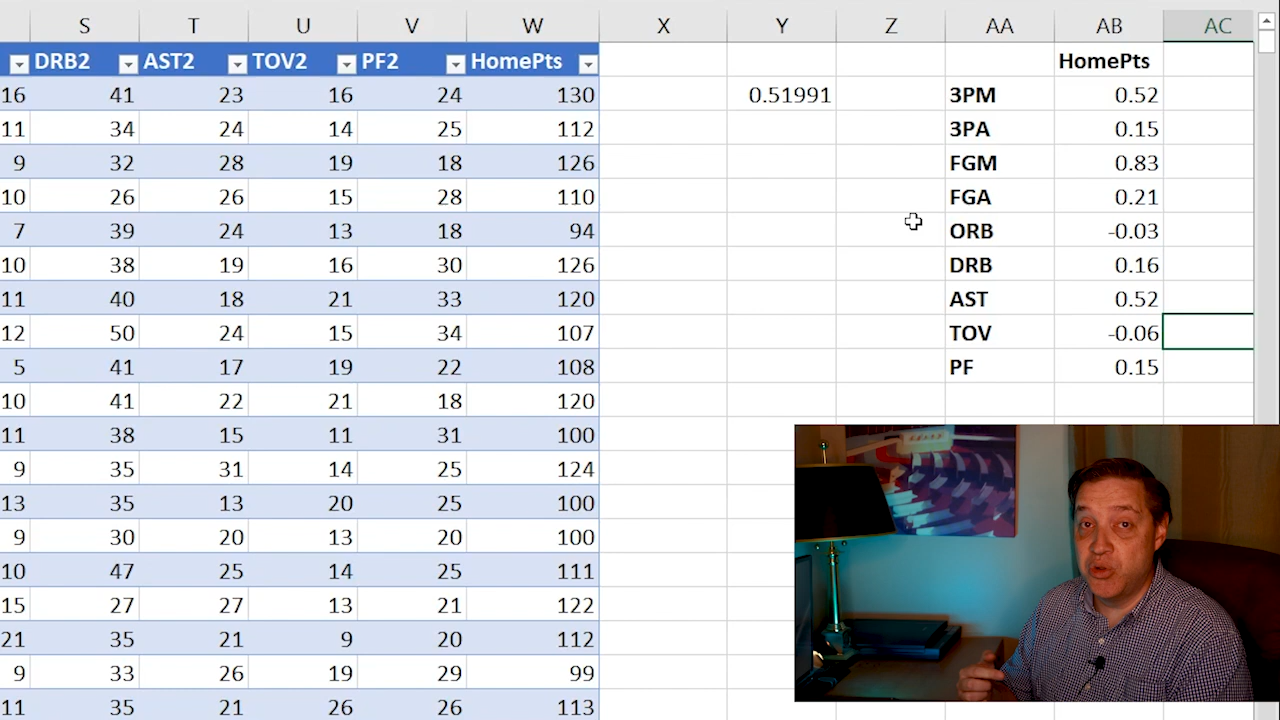 S T U V W X Y Z AA AB AC
DRB2 AST2 TOV2 PF2 HomePts HomePts
16 41 23 16 24 130 0.51991 3PM 0.52
11 34 24 14 25 112 3PA 0.15
9 32 28 19 18 126 FGM 0.83
10 26 26 15 28 110 FGA 0.21
7 39 24 13 18 94 ORB -0.03
10 38 19 16 30 126 DRB 0.16
11 40 18 21 33 120 AST 0.52
12 50 24 15 34 107 TOV -0.06
5 41 17 19 22 108 PF 0.15
10 41 22 21 18 120
11 38 15 11 31 100
9 35 31 14 25 124
13 35 13 20 25 100
9 30 20 13 20 100
10 47 25 14 25 111
15 27 27 13 21 122
21 35 21 9 20 112
9 33 26 19 29 99
11 35 21 26 26 113